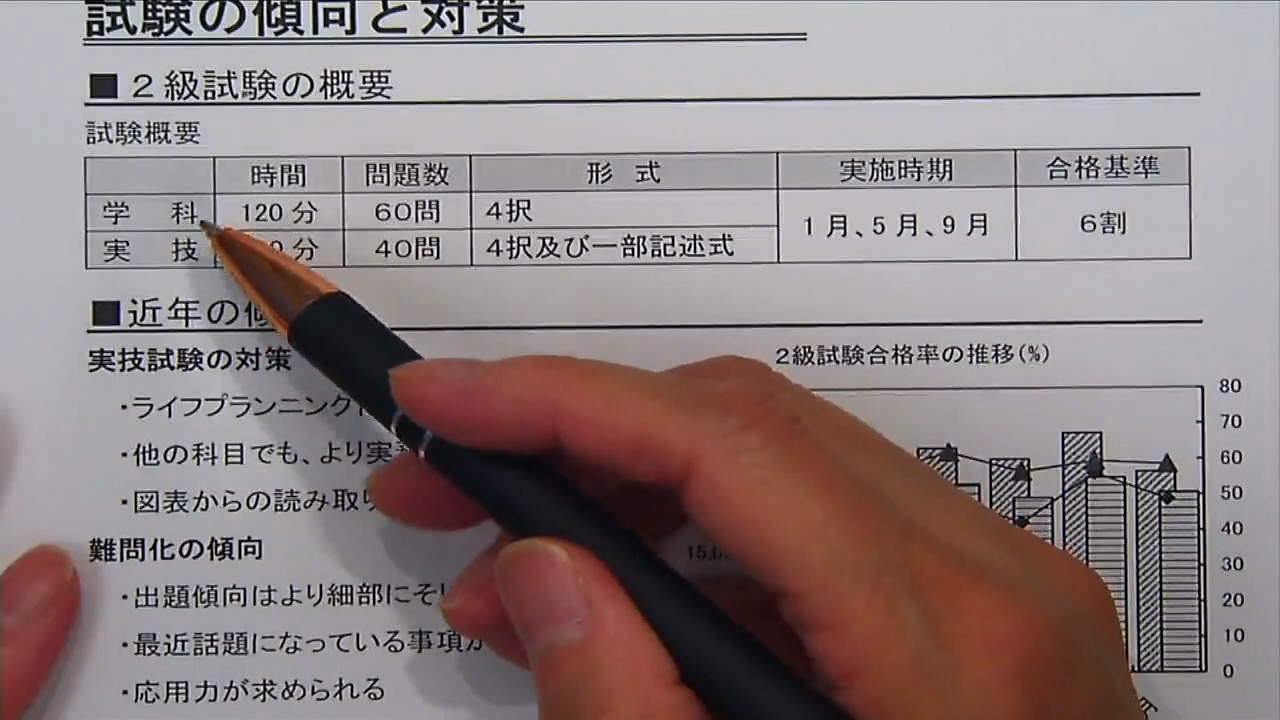 試験の傾向と対策
■２級試験の概要
試験概要
時間 問題数 形 式 実施時期 合格基準
学 科 120分 60問 4択 1月、5月、9月 6割
実 技 0分 40問 4択及び一部記述式
■近年の傾
実技試験の対策
・ライフプランニング
・他の科目でも、より実
・図表からの読み取り
難問化の傾向
・出題傾向はより細部にそ
・最近話題になっている事項が
・応用力が求められる
2級試験合格率の推移(%)
80
70
60
50
40
30
20
10
0